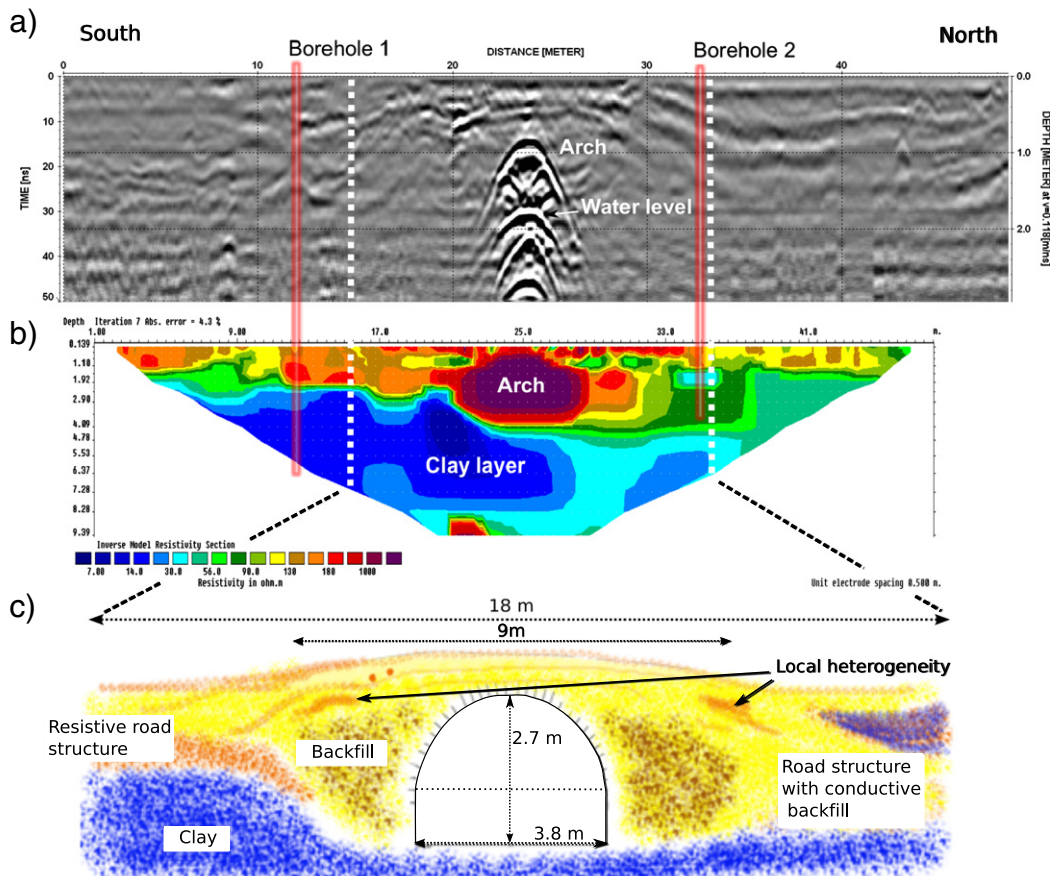 a)
South
North
Borehole 1
DISTANCE [METER]
Borehole 2
0 10 20 30 40
0
10
20
30
40
50
TIME [ns]
Arch
Water level
0.0
1.0
2.0
DEPTH [METER] at v=0.118[m/ns]
b)
Depth Iteration 7 Abs. error = 4.3 %
1.00 9.00 17.0 25.0 33.0 41.0 m.
0.139
1.10
1.92
2.90
4.09
4.78
5.53
6.37
7.28
8.28
9.39
Arch
Clay layer
Inverse Model Resistivity Section
7.00 14.0 30.0 56.0 90.0 130 180 1000
Resistivity in ohm.m
Unit electrode spacing 0.500 m.
c)
18 m
9m
Local heterogeneity
Resistive road
structure
Backfill
2.7 m
Road structure
with conductive
backfill
3.8 m
Clay